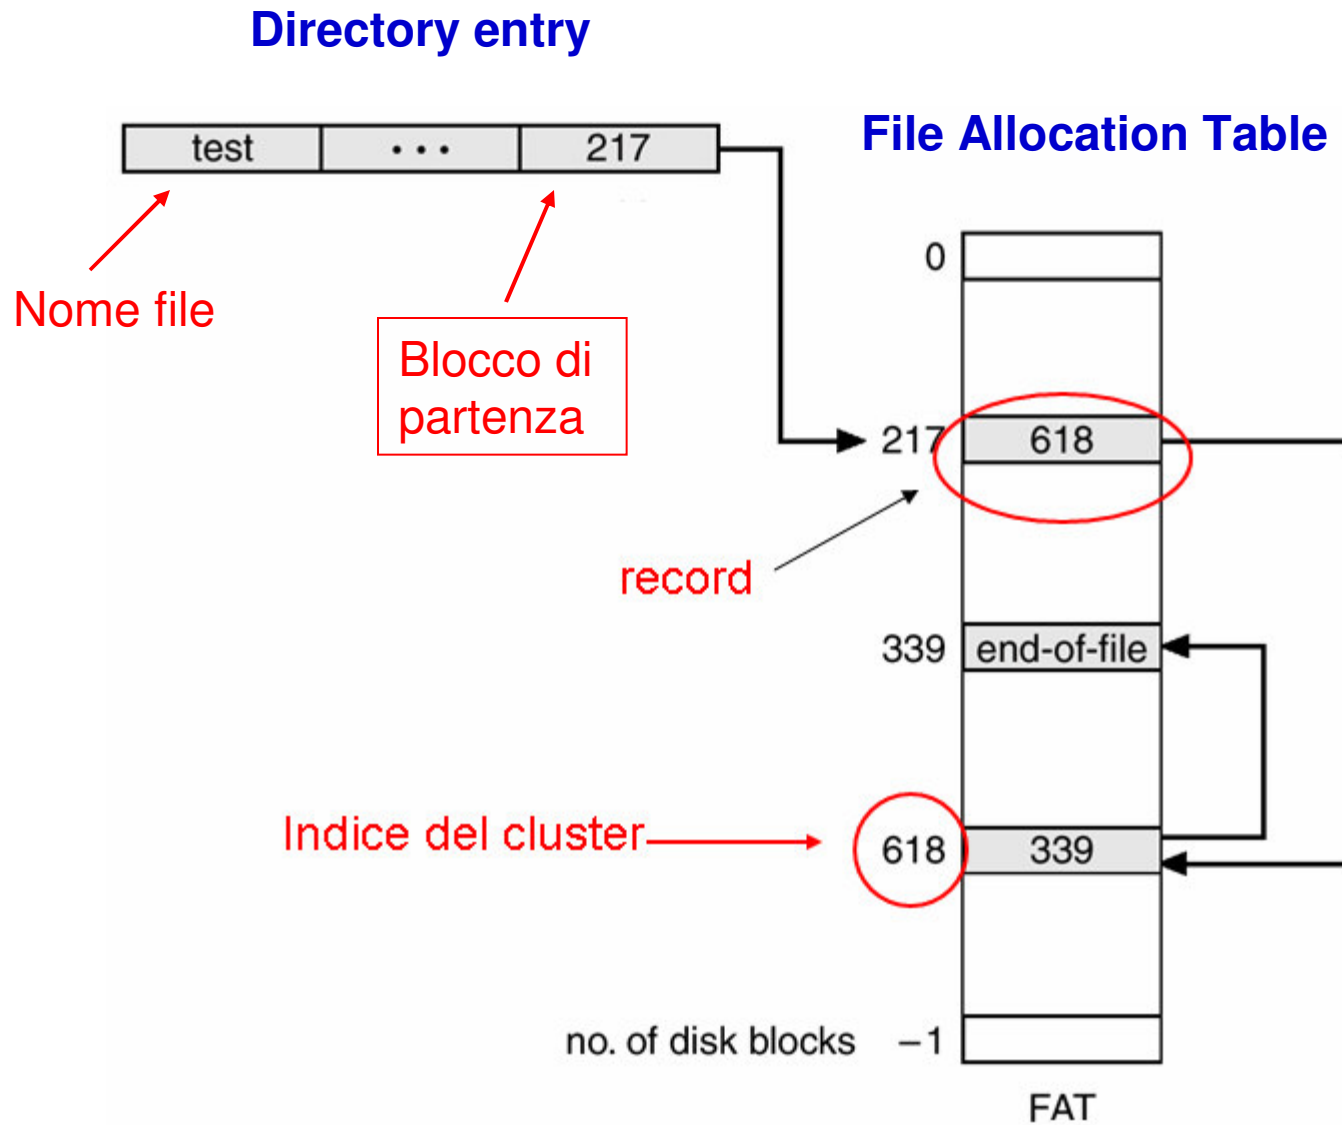 Directory entry
test ... 217
File Allocation Table
Nome file
Blocco di
partenza
0
217 618
record
339 end-of-file
Indice del cluster
618 339
no. of disk blocks –1
FAT